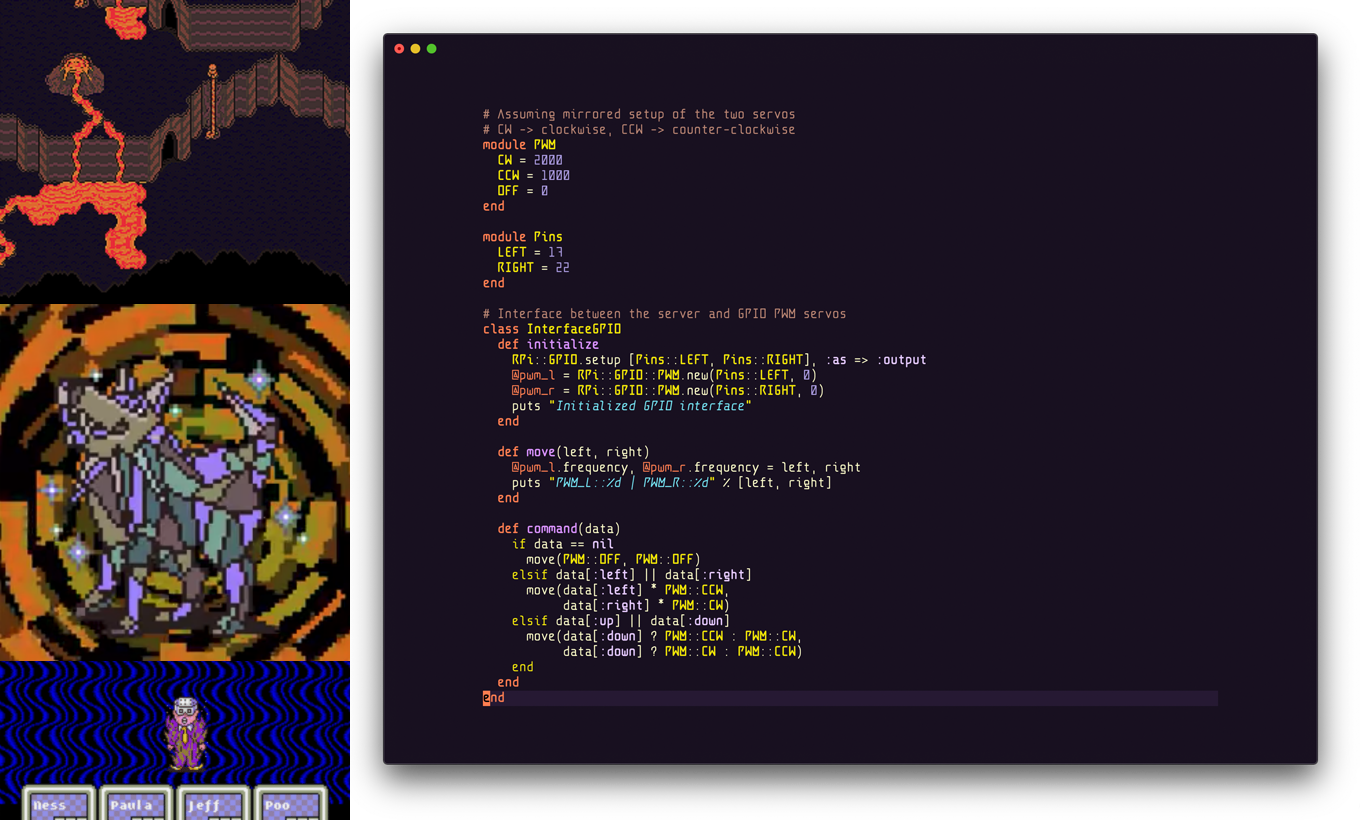 # Assuming mirrored setup of the two servos
# CW -> clockwise, CCW -> counter-clockwise
module PWM
  CW = 2000
  CCW = 1000
  OFF = 0
end

module Pins
  LEFT = 17
  RIGHT = 22
end

# Interface between the server and GPIO PWM servos
class InterfaceGPIO
  def initialize
    RPi::GPIO.setup [Pins::LEFT, Pins::RIGHT], :as => :output
    @pwm_l = RPi::GPIO::PWM.new(Pins::LEFT, 0)
    @pwm_r = RPi::GPIO::PWM.new(Pins::RIGHT, 0)
    puts "Initialized GPIO interface"
  end

  def move(left, right)
    @pwm_l.frequency, @pwm_r.frequency = left, right
    puts "PWM_L::%d | PWM_R::%d" % [left, right]
  end

  def command(data)
    if data == nil
      move(PWM::OFF, PWM::OFF)
    elsif data[:left] || data[:right]
      move(data[:left] * PWM::CCW,
           data[:right] * PWM::CW)
    elsif data[:up] || data[:down]
      move(data[:down] ? PWM::CCW : PWM::CW,
           data[:down] ? PWM::CW : PWM::CCW)
    end
  end
end
Ness Paula Jeff Poo